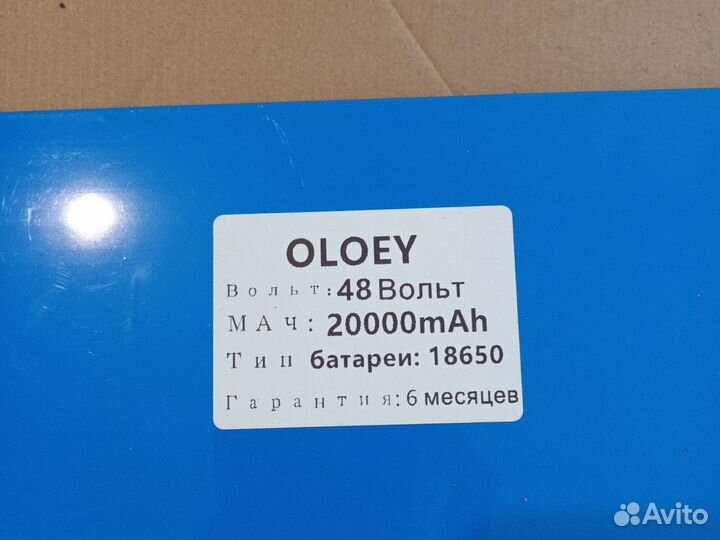 OLOEY
Вольт: 48 Вольт
МАЧ: 20000mAh
Тип батареи: 18650
Гарантия: 6 месяцев
Avito